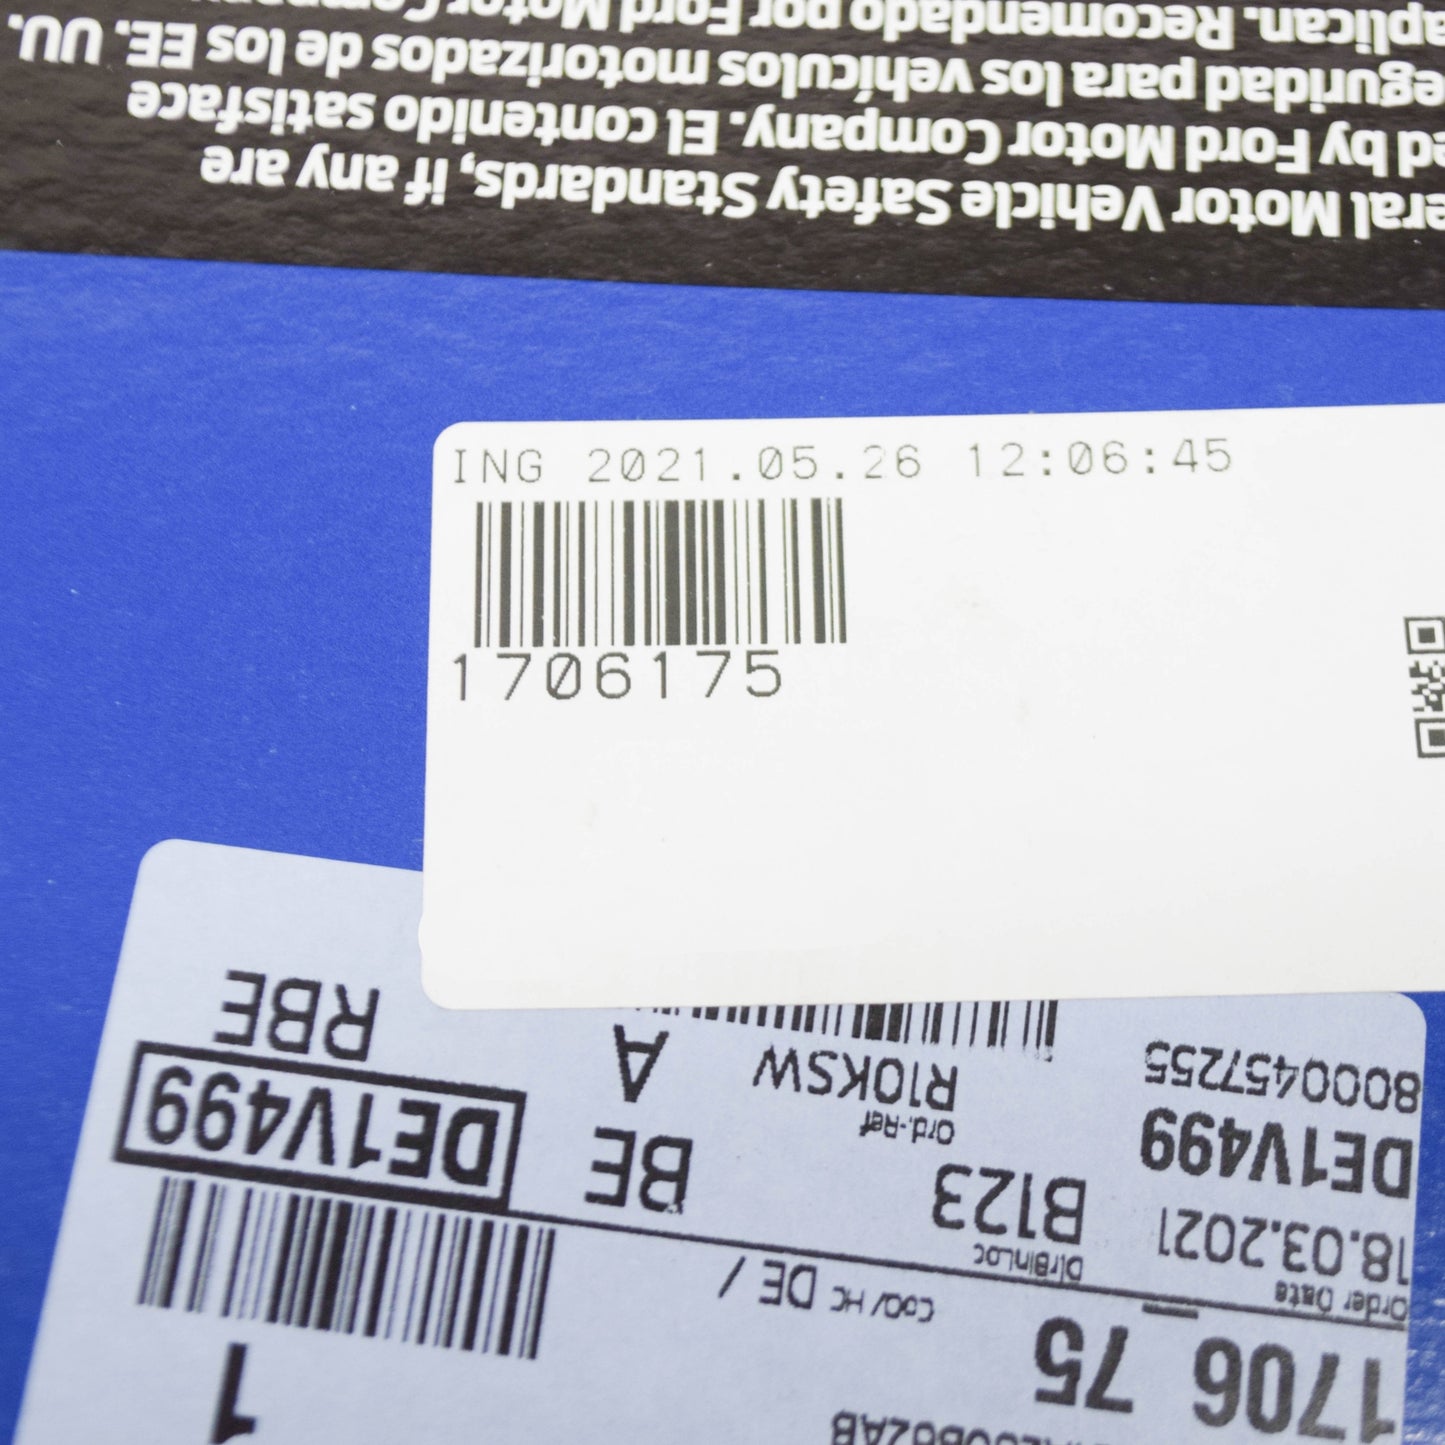 eral Motor Vehicle Safety Standards, if any are
ed by Ford Motor Company. El contenido satisface
eguridad para los vehículos motorizados de los EE. UU.
aplican. Recomendado por Ford Motor Company
ING 2021.05.26 12:06:45
1706175
1706 75
1
Order Date
18.03.2021
DE1V499
8000457255
CoO/HC DE /
DlrBinLoc
B123
Ord.-Ref
R10KSW
BE
A
DE1V499
RBE